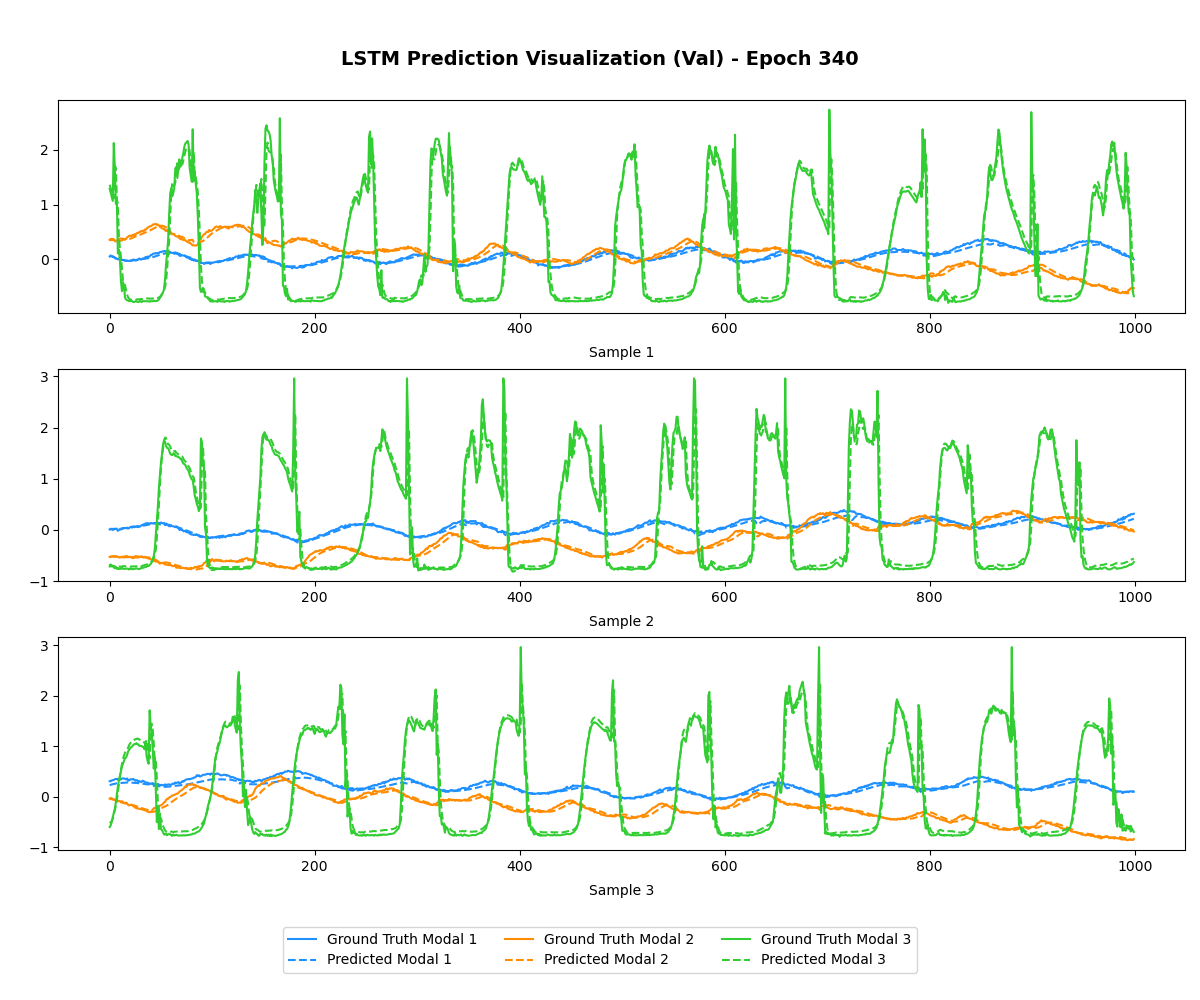 LSTM Prediction Visualization (Val) - Epoch 340
2
1
0
0 200 400 600 800 1000
Sample 1
3
2
1
0
−1
0 200 400 600 800 1000
Sample 2
3
2
1
0
−1
0 200 400 600 800 1000
Sample 3
Ground Truth Modal 1 Ground Truth Modal 2 Ground Truth Modal 3
Predicted Modal 1 Predicted Modal 2 Predicted Modal 3